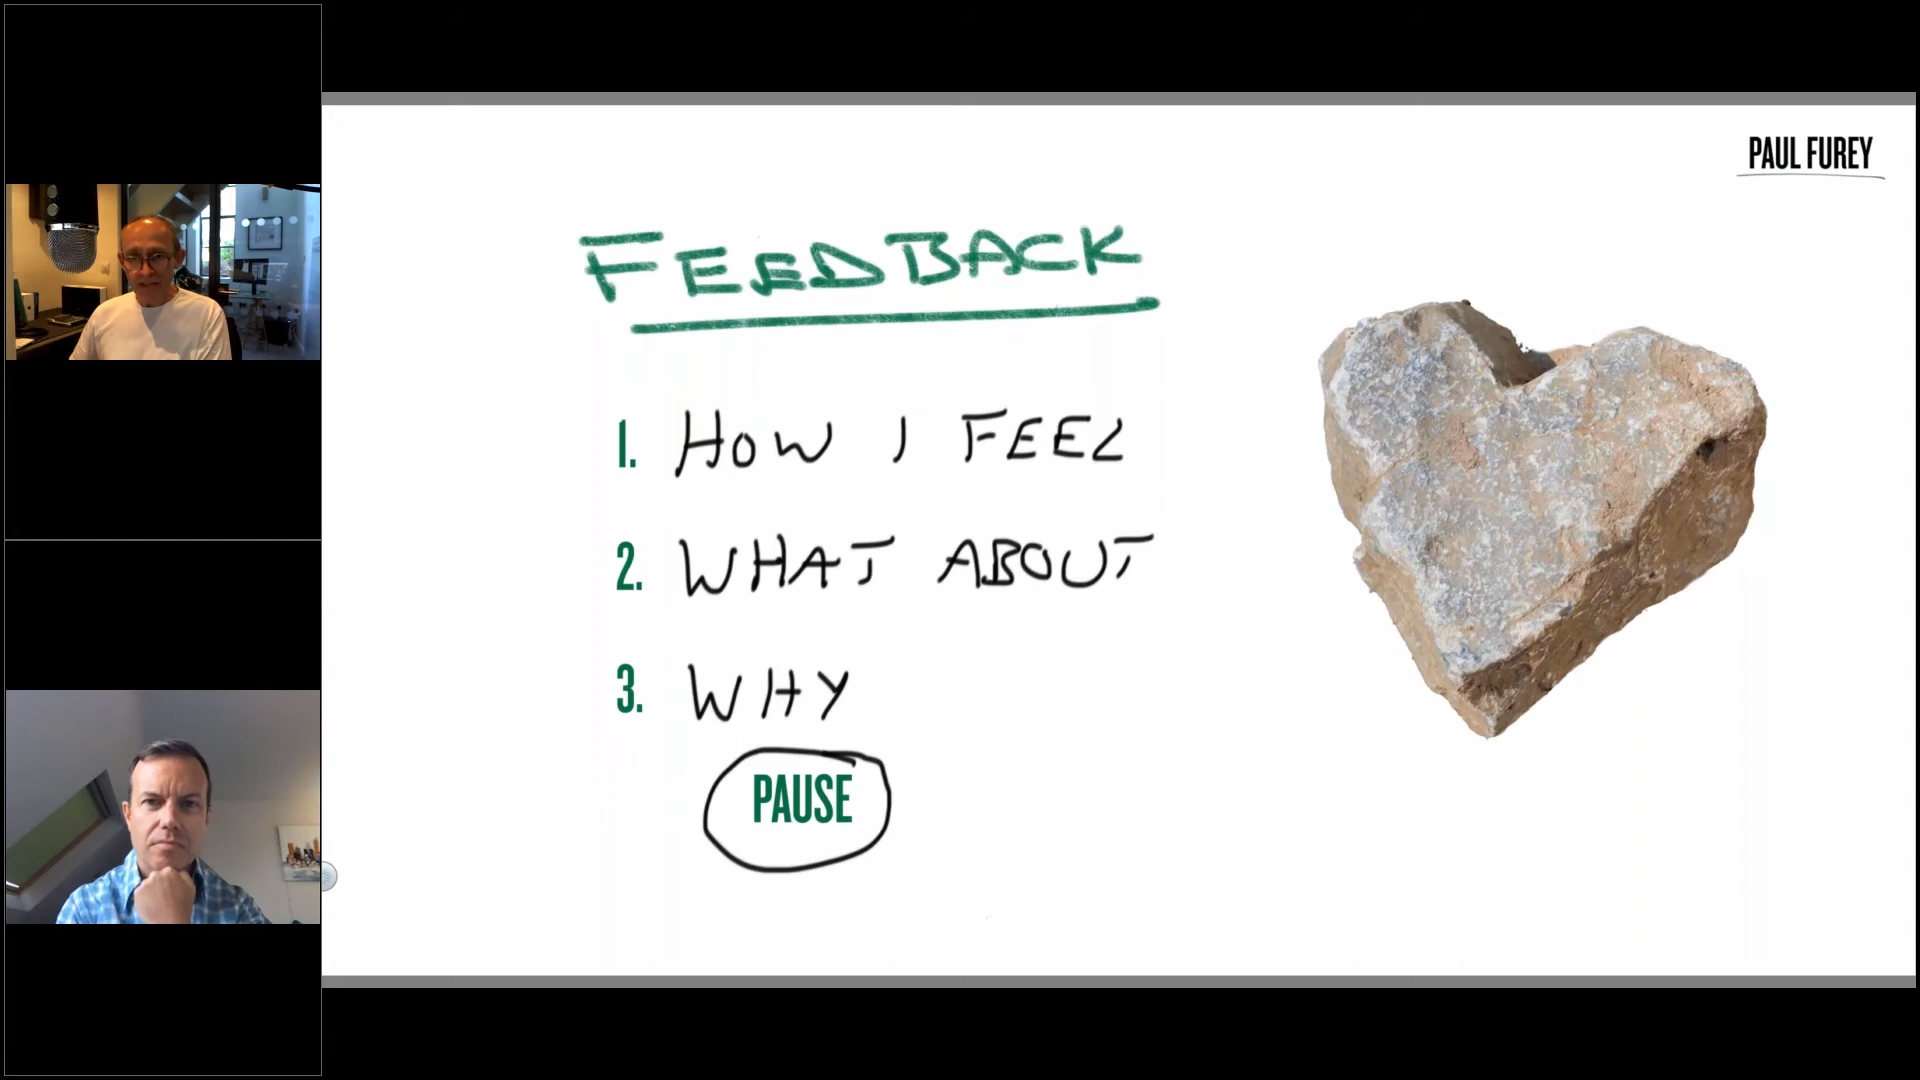 PAUL FUREY
FEEDBACK
1. HOW I FEEL
2. WHAT ABOUT
3. WHY
PAUSE